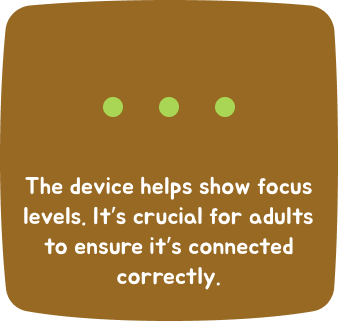 The device helps show focus
levels. It's crucial for adults
to ensure it's connected
correctly.